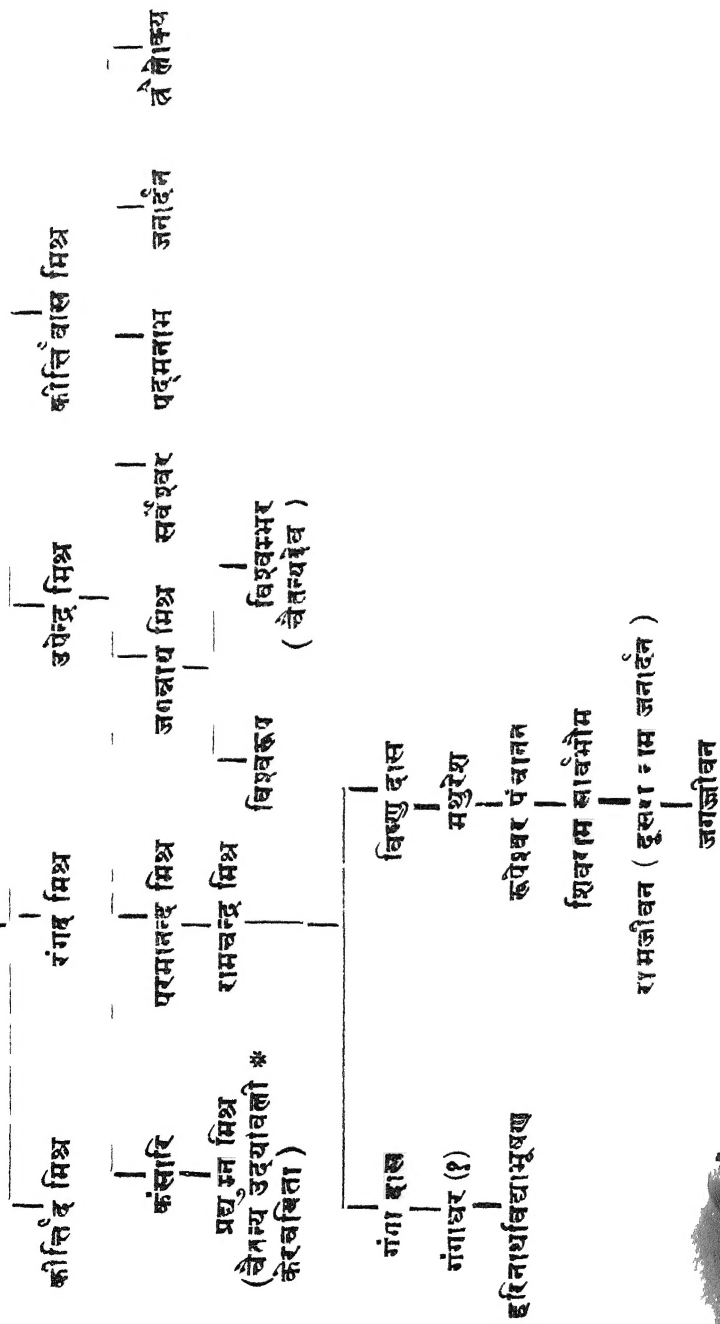 कीर्त्तिद मिश्र
रंगद मिश्र
उपेन्द्र मिश्र
कीर्त्तिवास मिश्र
कंसारि
परमानन्द मिश्र
जगन्नाथ मिश्र
सर्वेश्वर
पद्मनाभ
जनार्दन
त्रैलोक्य
प्रद्युम्न मिश्र
(चैतन्य उदयावली *
के रचयिता)
रामचन्द्र मिश्र
विश्वरूप
विश्वम्भर
(चैतन्यदेव)
गंगा दास
विष्णु दास
गंगाधर (१)
मथुरेश
हरिनाथविद्याभूषण
रूपेश्वर पंचानन
शिवराम सार्वभौम
रामजीवन (दूसरा नाम जनार्दन)
जगज्जीवन